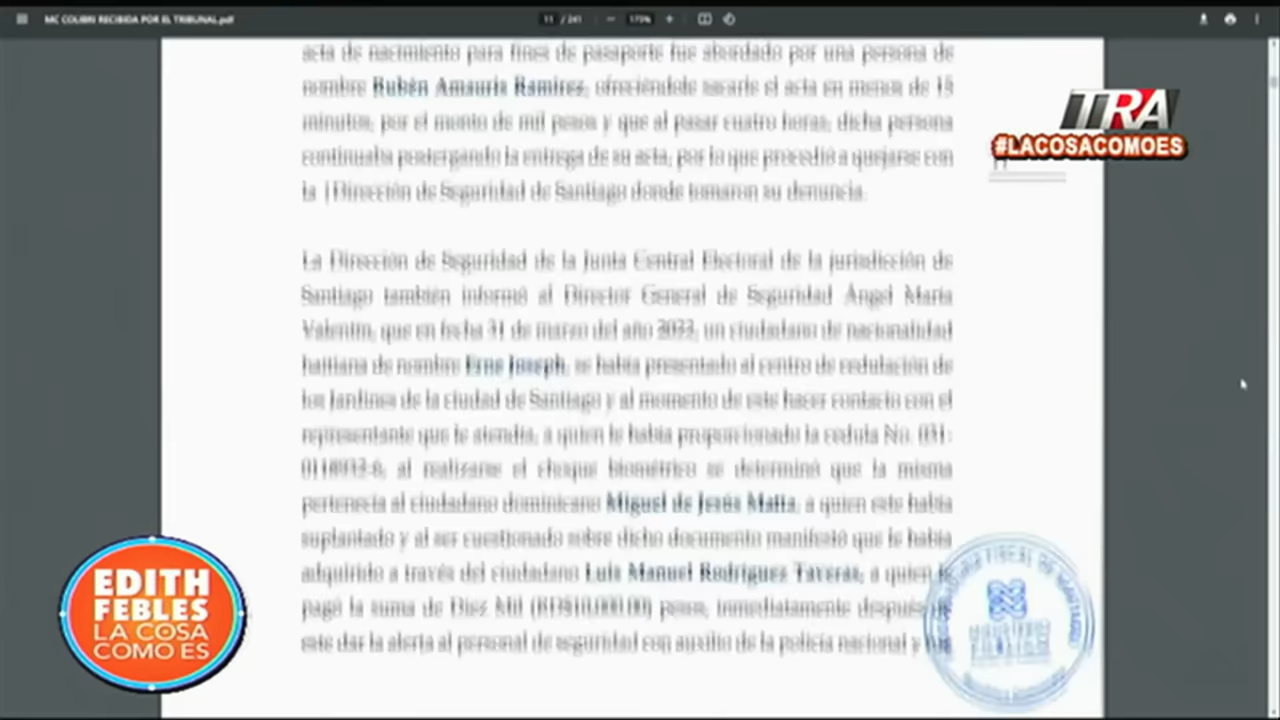 MC COLIBRI RECIBIDA POR EL TRIBUNAL.pdf
11 / 241
175%
acta de nacimiento para fines de pasaporte fue abordado por una persona de
nombre Rubén Amauris Ramírez, ofreciéndole sacarle el acta en menos de 15
minutos, por el monto de mil pesos y que al pasar cuatro horas, dicha persona
continuaba postergando la entrega de su acta, por lo que procedió a quejarse con
la |Dirección de Seguridad de Santiago donde tomaron su denuncia.
La Dirección de Seguridad de la Junta Central Electoral de la jurisdicción de
Santiago también informó al Director General de Seguridad Ángel María
Valentín, que en fecha 31 de marzo del año 2022, un ciudadano de nacionalidad
haitiana de nombre Joseph, se había presentado al centro de cedulación de
los Jardines de la ciudad de Santiago y al momento de este hacer contacto con el
representante que le atendía, a quien le había proporcionado la cedula No. 031-
al realizarse el chequeo biométrico se determinó que la misma
pertenecía al ciudadano dominicano Miguel de Jesús Matta, a quien este había
suplantado y al ser cuestionado sobre dicho documento manifestó que le había
adquirido a través del ciudadano Luis Manuel Rodríguez Taveras, a quien le
pagó la suma de Diez Mil (RD$10,000.00) pesos, inmediatamente después de
este dar la alerta al personal de seguridad con auxilio de la policía nacional y fue
TRA
#LACOSACOMOES
EDITH
FEBLES
LA COSA
COMO ES